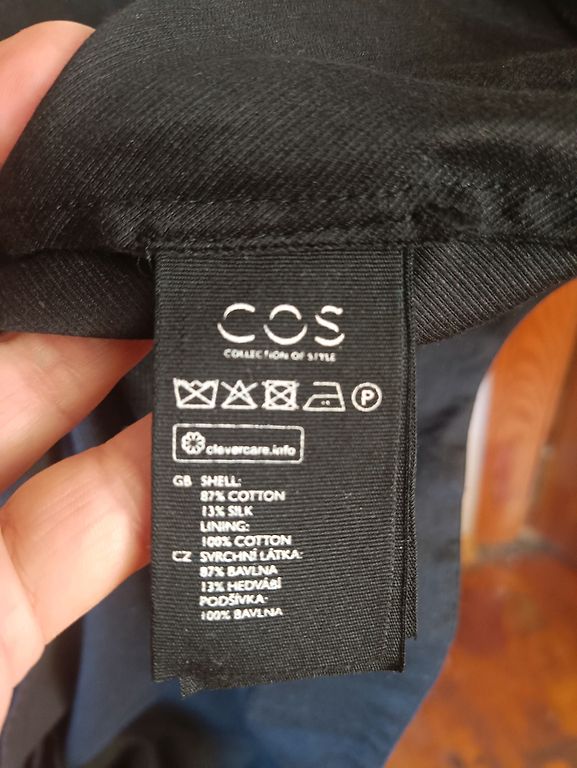 COS
COLLECTION OF STYLE
P
clevercare.info
GB SHELL:
87% COTTON
13% SILK
LINING:
100% COTTON
CZ SVRCHNÍ LÁTKA:
87% BAVLNA
13% HEDVÁBÍ
PODŠÍVKA:
100% BAVLNA